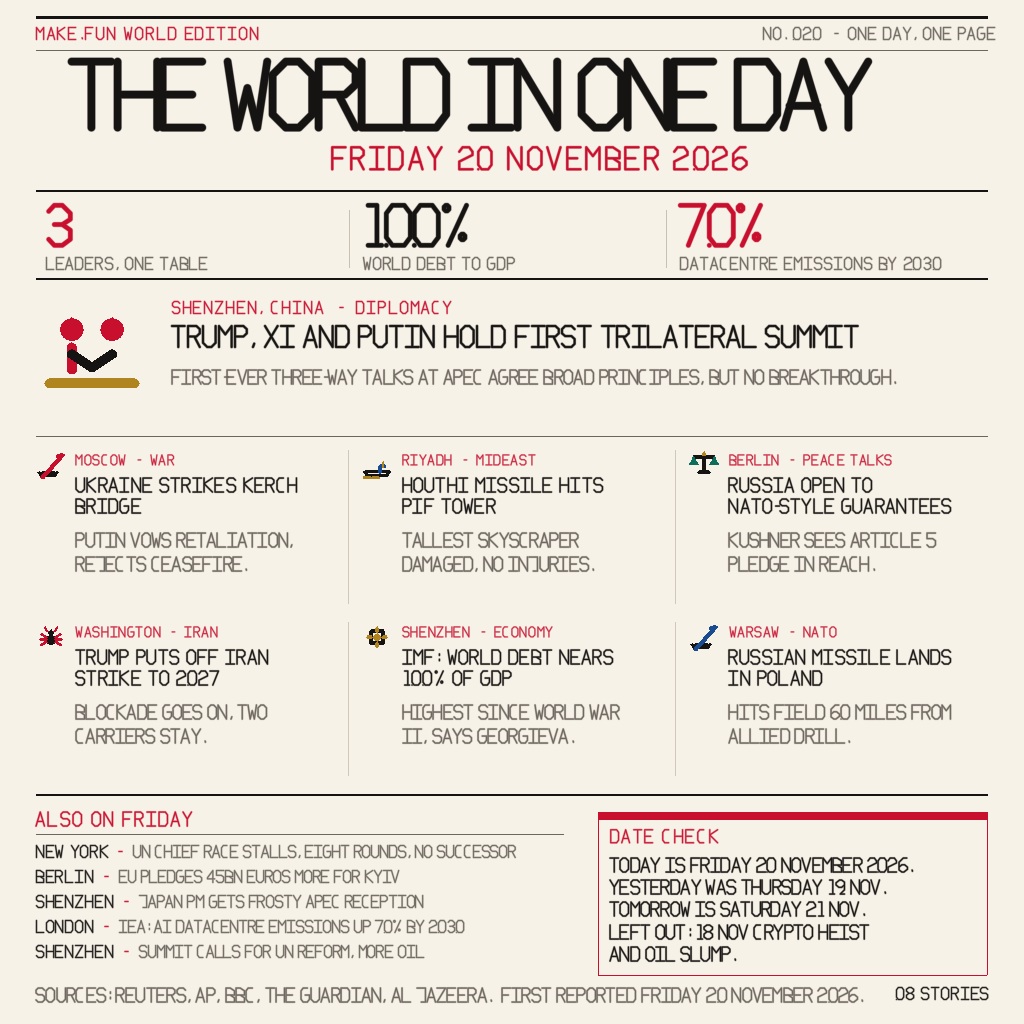 MAKE.FUN WORLD EDITION
NO. 020 - ONE DAY, ONE PAGE
THE WORLD IN ONE DAY
FRIDAY 20 NOVEMBER 2026
3
LEADERS, ONE TABLE
100%
WORLD DEBT TO GDP
70%
DATACENTRE EMISSIONS BY 2030
SHENZHEN, CHINA - DIPLOMACY
TRUMP, XI AND PUTIN HOLD FIRST TRILATERAL SUMMIT
FIRST-EVER THREE-WAY TALKS AT APEC AGREE BROAD PRINCIPLES, BUT NO BREAKTHROUGH.
MOSCOW - WAR
UKRAINE STRIKES KERCH
BRIDGE
PUTIN VOWS RETALIATION,
REJECTS CEASEFIRE.
RIYADH - MIDEAST
HOUTHI MISSILE HITS
PIF TOWER
TALLEST SKYSCRAPER
DAMAGED, NO INJURIES.
BERLIN - PEACE TALKS
RUSSIA OPEN TO
NATO-STYLE GUARANTEES
KUSHNER SEES ARTICLE 5
PLEDGE IN REACH.
WASHINGTON - IRAN
TRUMP PUTS OFF IRAN
STRIKE TO 2027
BLOCKADE GOES ON, TWO
CARRIERS STAY.
SHENZHEN - ECONOMY
IMF: WORLD DEBT NEARS
100% OF GDP
HIGHEST SINCE WORLD WAR
II, SAYS GEORGIEVA.
WARSAW - NATO
RUSSIAN MISSILE LANDS
IN POLAND
HITS FIELD 60 MILES FROM
ALLIED DRILL.
ALSO ON FRIDAY
NEW YORK - UN CHIEF RACE STALLS, EIGHT ROUNDS, NO SUCCESSOR
BERLIN - EU PLEDGES 45BN EUROS MORE FOR KYIV
SHENZHEN - JAPAN PM GETS FROSTY APEC RECEPTION
LONDON - IEA: AI DATACENTRE EMISSIONS UP 70% BY 2030
SHENZHEN - SUMMIT CALLS FOR UN REFORM, MORE OIL
DATE CHECK
TODAY IS FRIDAY 20 NOVEMBER 2026.
YESTERDAY WAS THURSDAY 19 NOV.
TOMORROW IS SATURDAY 21 NOV.
LEFT OUT: 18 NOV CRYPTO HEIST
AND OIL SLUMP.
SOURCES: REUTERS, AP, BBC, THE GUARDIAN, AL JAZEERA. FIRST REPORTED FRIDAY 20 NOVEMBER 2026.
08 STORIES